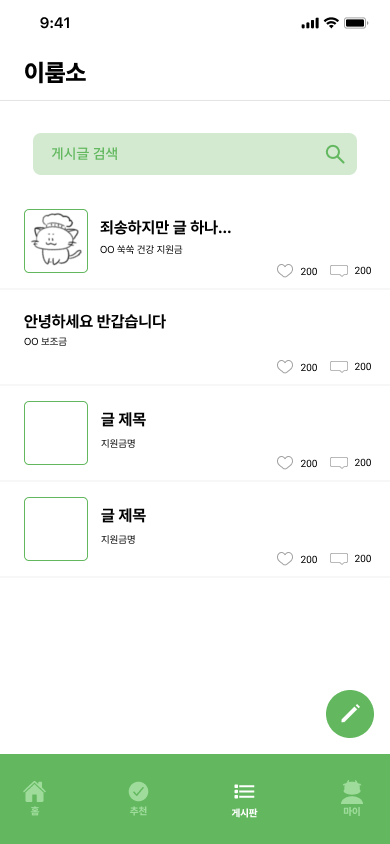 9:41
이룸소
게시글 검색
죄송하지만 글 하나...
OO 쑥쑥 건강 지원금
200 200
안녕하세요 반갑습니다
OO 보조금
200 200
글 제목
지원금명
200 200
글 제목
지원금명
200 200
홈 추천 게시판 마이